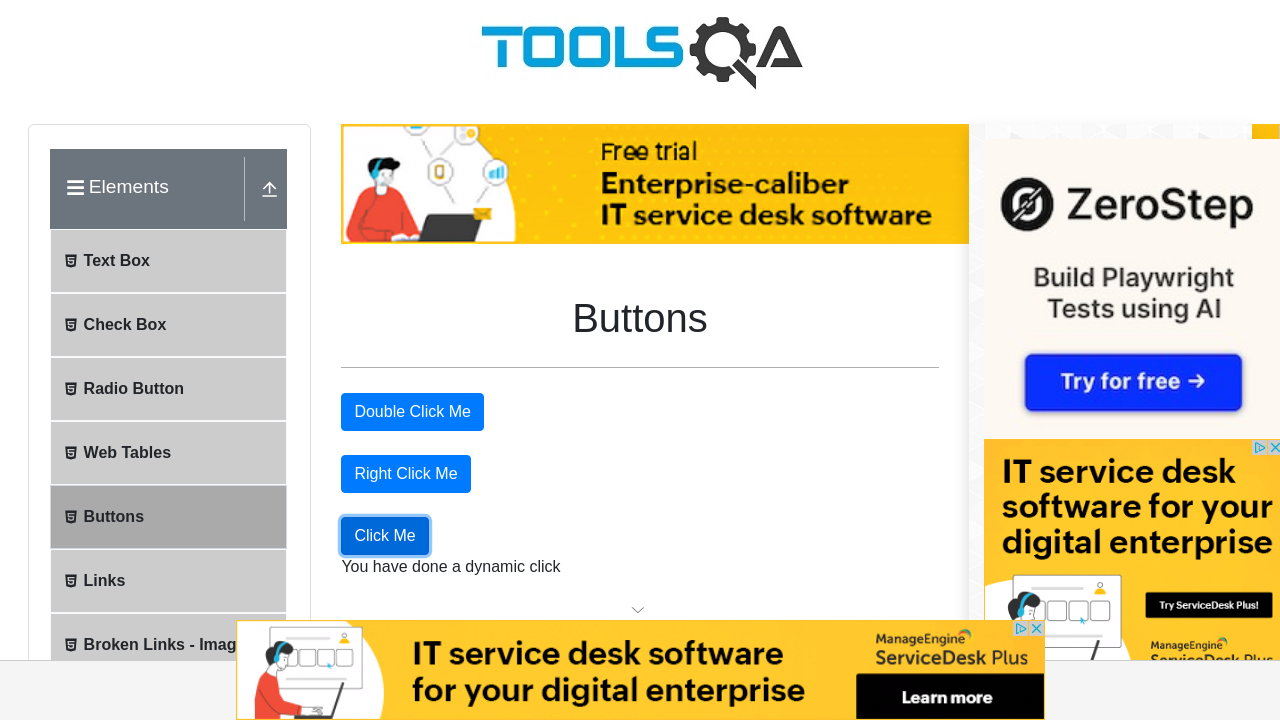 TOOLSQA
Elements
Text Box
Check Box
Radio Button
Web Tables
Buttons
Links
Broken Links - Imag
Free trial
Enterprise-caliber
IT service desk software
Buttons
Double Click Me
Right Click Me
Click Me
You have done a dynamic click
ZeroStep
Build Playwright
Tests using AI
Try for free →
IT service desk
software for your
digital enterprise
Try ServiceDesk Plus!
ManageEngine
ServiceDesk Plus
IT service desk software
for your digital enterprise
ManageEngine
ServiceDesk Plus
Learn more